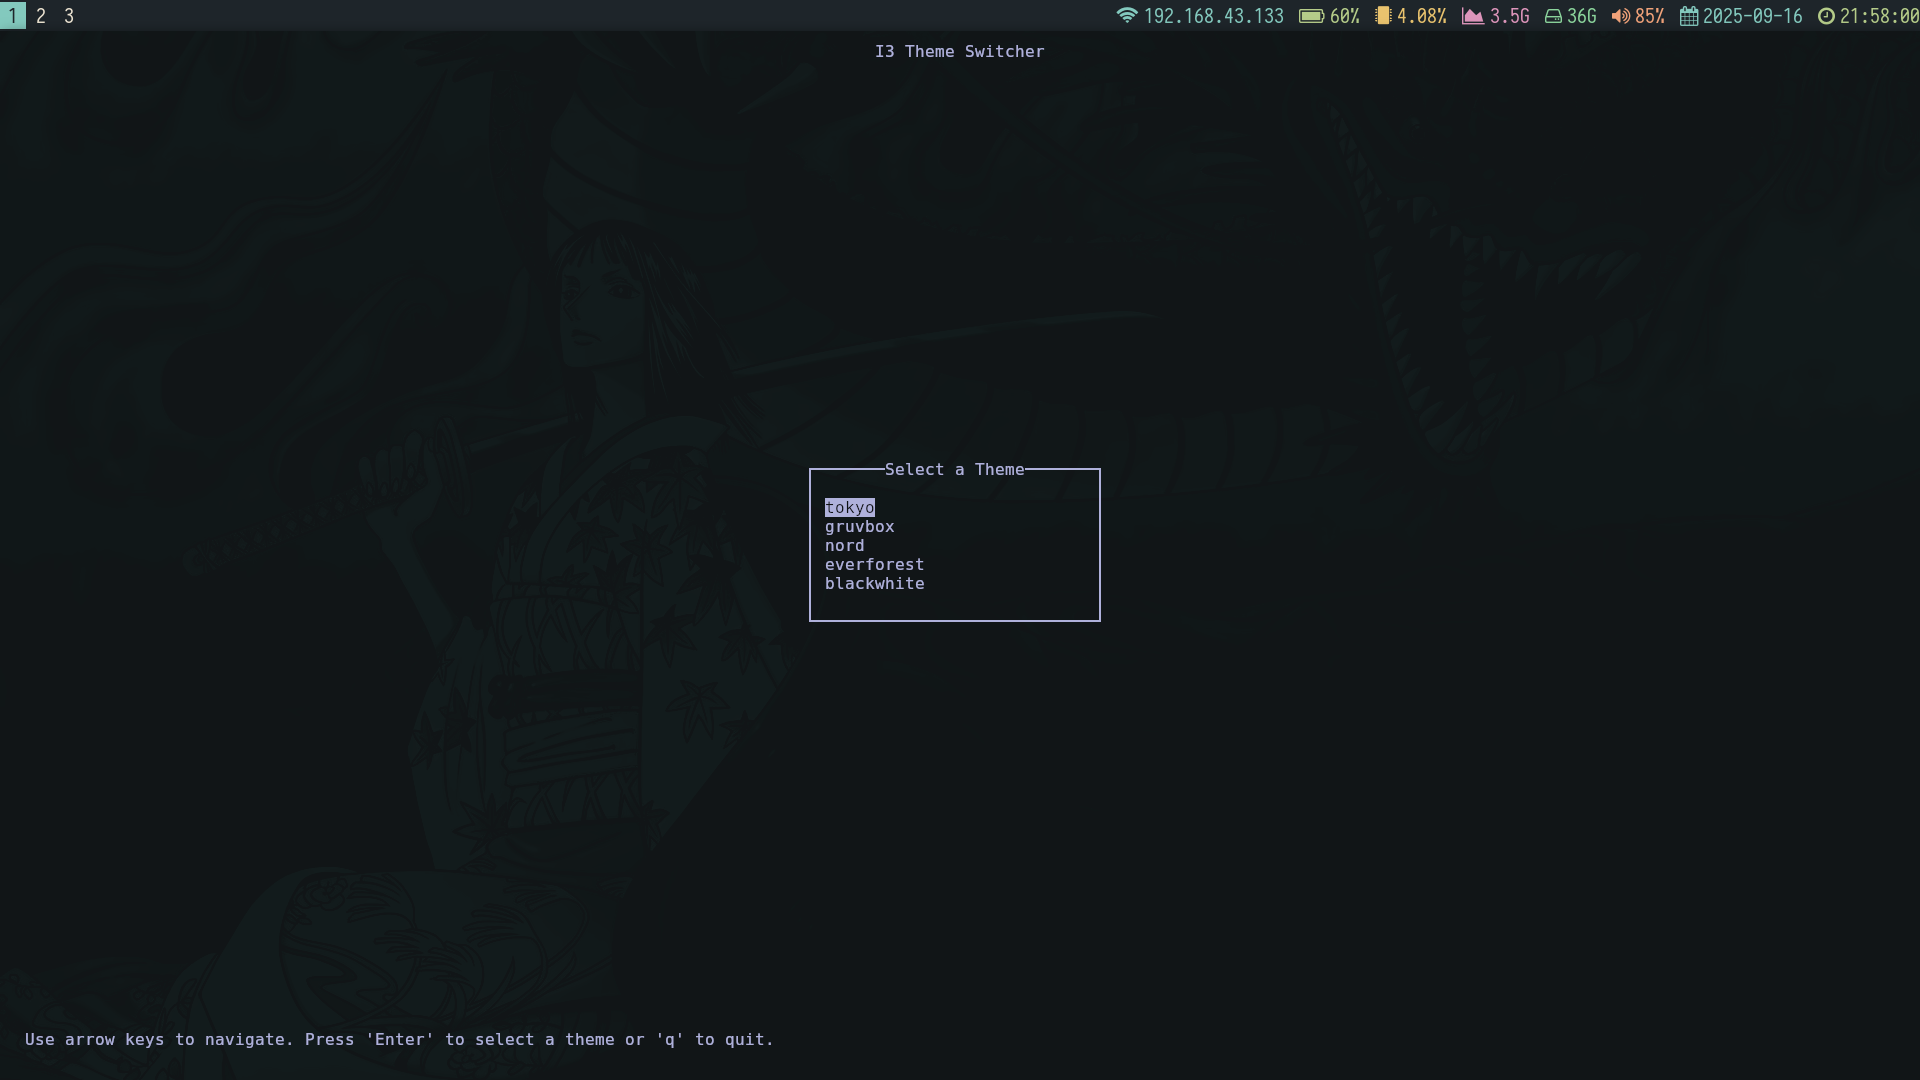 1 2 3 192.168.43.133 60% 4.08% 3.5G 36G 85% 2025-09-16 21:58:00
I3 Theme Switcher
Select a Theme
tokyo
gruvbox
nord
everforest
blackwhite
Use arrow keys to navigate. Press 'Enter' to select a theme or 'q' to quit.